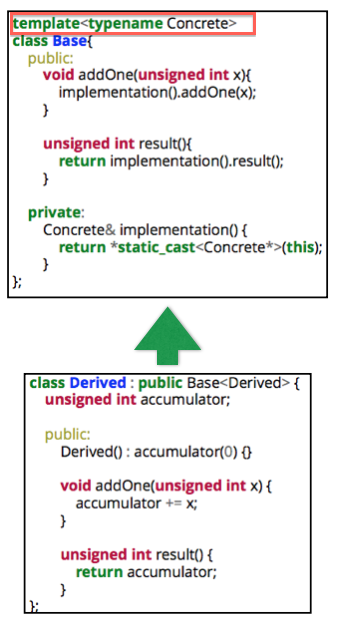 template<typename Concrete>
class Base{
public:
void addOne(unsigned int x){
implementation().addOne(x);
}
unsigned int result(){
return implementation().result();
}
private:
Concrete& implementation() {
return *static_cast<Concrete*>(this);
}
};
class Derived : public Base<Derived> {
unsigned int accumulator;
public:
Derived() : accumulator(0) {}
void addOne(unsigned int x) {
accumulator += x;
}
unsigned int result() {
return accumulator;
}
};